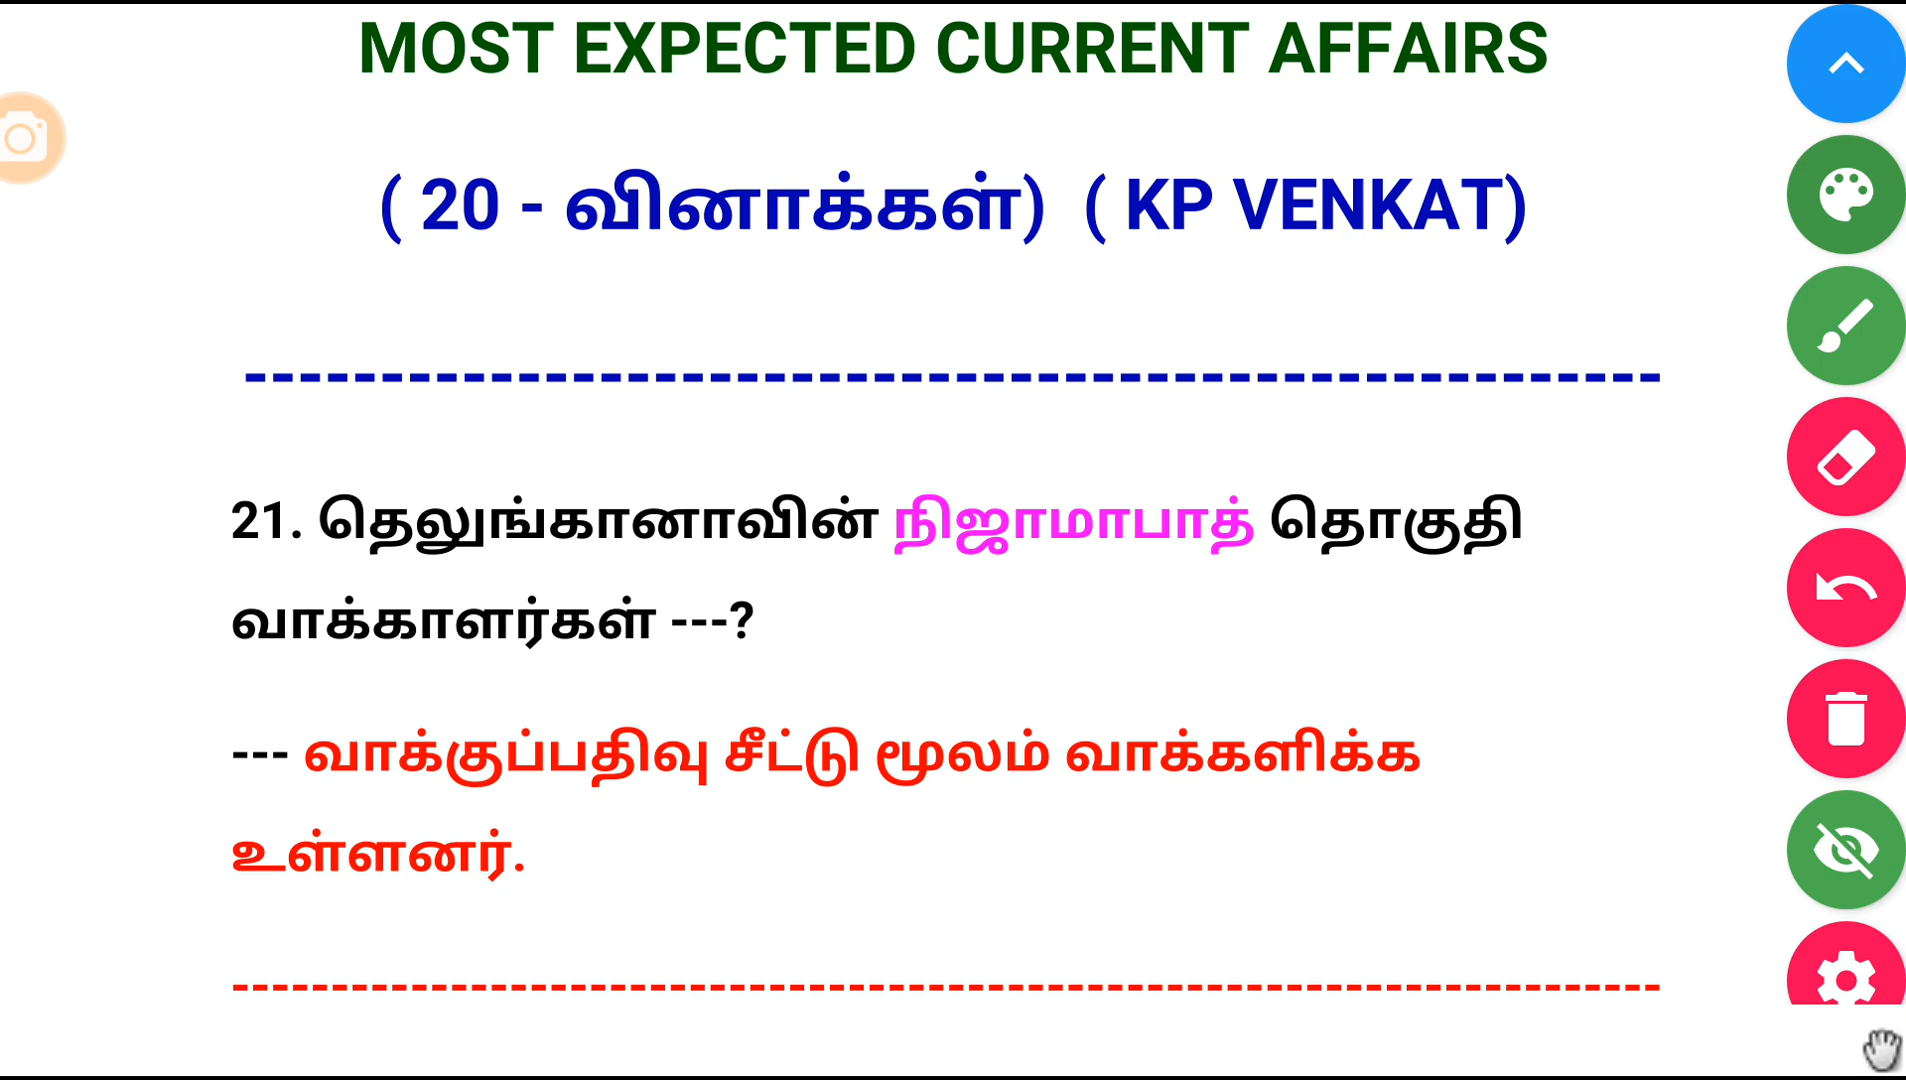 MOST EXPECTED CURRENT AFFAIRS
( 20 - வினாக்கள்) ( KP VENKAT)
--------------------------------------------------
21. தெலுங்கானாவின் நிஜாமாபாத் தொகுதி
வாக்காளர்கள் ---?
--- வாக்குப்பதிவு சீட்டு மூலம் வாக்களிக்க
உள்ளனர்.
------------------------------------------------------------------------